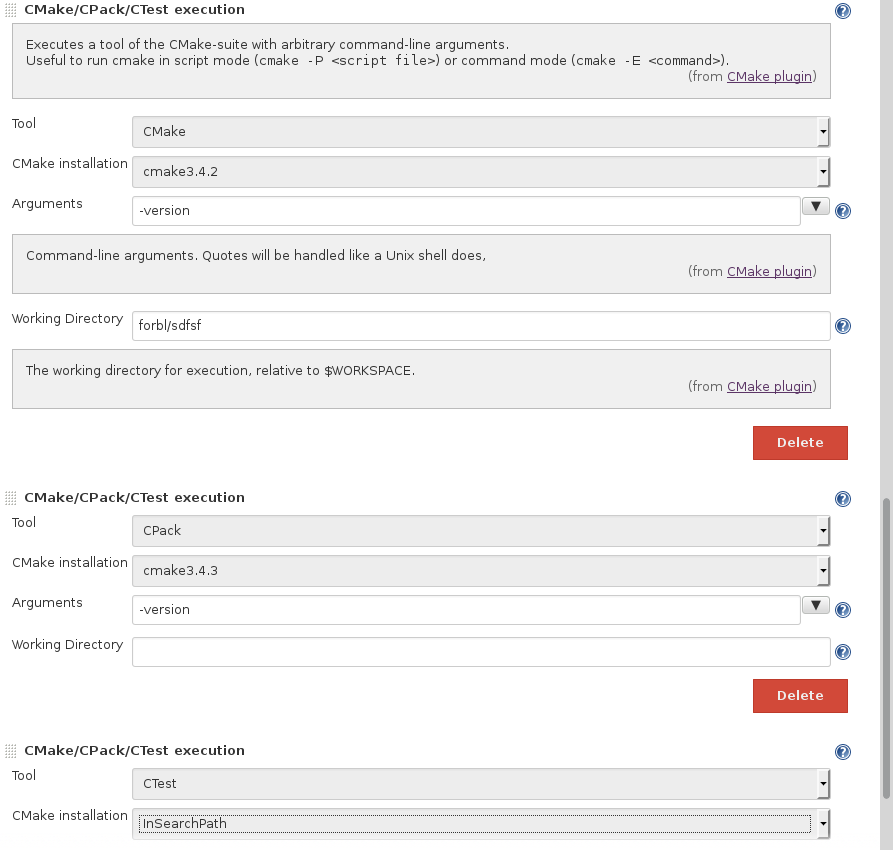 CMake/CPack/CTest execution
Executes a tool of the CMake-suite with arbitrary command-line arguments.
Useful to run cmake in script mode (cmake -P <script file>) or command mode (cmake -E <command>).
(from CMake plugin)
Tool
CMake
CMake installation
cmake3.4.2
Arguments
-version
Command-line arguments. Quotes will be handled like a Unix shell does,
(from CMake plugin)
Working Directory
forbl/sdfsf
The working directory for execution, relative to $WORKSPACE.
(from CMake plugin)
Delete
CMake/CPack/CTest execution
Tool
CPack
CMake installation
cmake3.4.3
Arguments
-version
Working Directory
Delete
CMake/CPack/CTest execution
Tool
CTest
CMake installation
InSearchPath